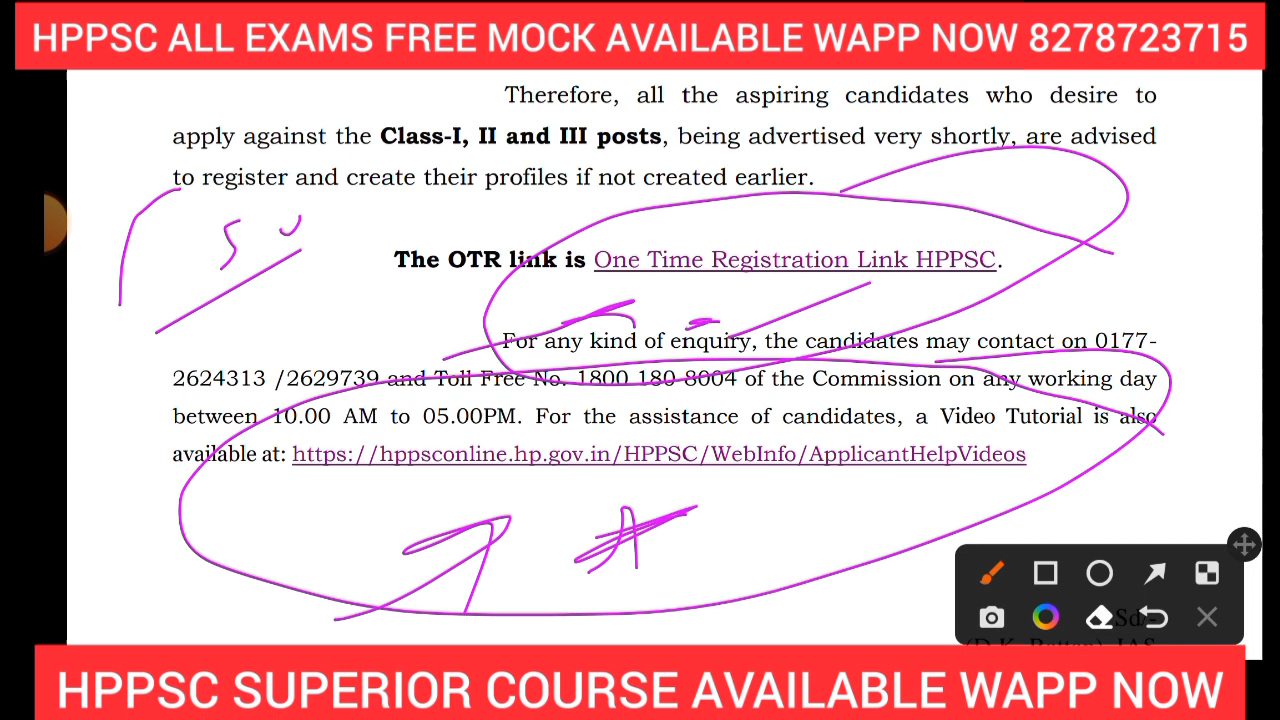 HPPSC ALL EXAMS FREE MOCK AVAILABLE WAPP NOW 8278723715
Therefore, all the aspiring candidates who desire to
apply against the Class-I, II and III posts, being advertised very shortly, are advised
to register and create their profiles if not created earlier.
The OTR link is One Time Registration Link HPPSC.
For any kind of enquiry, the candidates may contact on 0177-
2624313 /2629739 and Toll Free No. 1800 180 8004 of the Commission on any working day
between 10.00 AM to 05.00PM. For the assistance of candidates, a Video Tutorial is also
available at: https://hppsconline.hp.gov.in/HPPSC/WebInfo/ApplicantHelpVideos
Sd/-
HPPSC SUPERIOR COURSE AVAILABLE WAPP NOW